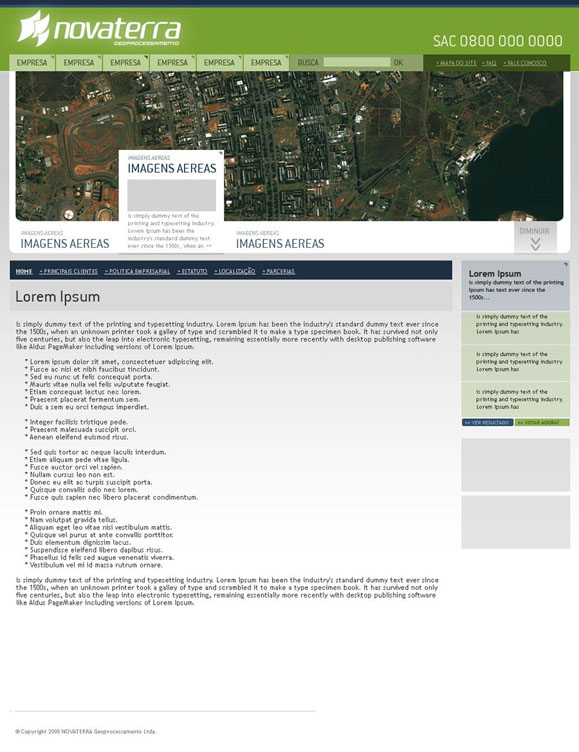 novaterra
GEOPROCESSAMENTO
SAC 0800 000 0000
EMPRESA EMPRESA EMPRESA EMPRESA EMPRESA EMPRESA BUSCA OK > MAPA DO SITE > FAQ > FALE CONOSCO
IMAGENS AEREAS
IMAGENS AEREAS
Is simply dummy text of the
printing and typesetting industry.
Lorem Ipsum has been the
industry's standard dummy text
ever since the 1500s, when an >>
IMAGENS AEREAS
IMAGENS AEREAS
IMAGENS AEREAS
IMAGENS AEREAS
DIMINUIR
HOME > PRINCIPAIS CLIENTES > POLITICA EMPRESARIAL > ESTATUTO > LOCALIZAÇÃO > PARCERIAS
Lorem Ipsum
Is simply dummy text of the printing and typesetting industry. Lorem Ipsum has been the industry's standard dummy text ever since
the 1500s, when an unknown printer took a galley of type and scrambled it to make a type specimen book. It has survived not only
five centuries, but also the leap into electronic typesetting, remaining essentially more recently with desktop publishing software
like Aldus PageMaker including versions of Lorem Ipsum.
* Lorem ipsum dolor sit amet, consectetuer adipiscing elit.
* Fusce ac nisi et nibh faucibus tincidunt.
* Sed eu nunc ut felis consequat porta.
* Mauris vitae nulla vel felis vulputate feugiat.
* Etiam consequat lectus nec lorem.
* Praesent placerat fermentum sem.
* Duis a sem eu orci tempus imperdiet.
* Integer facilisis tristique pede.
* Praesent malesuada suscipit orci.
* Aenean eleifend euismod risus.
* Sed quis tortor ac neque iaculis interdum.
* Etiam aliquam pede vitae ligula.
* Fusce auctor orci vel sapien.
* Nullam cursus leo non est.
* Donec eu elit ac turpis suscipit porta.
* Quisque convallis odio nec lorem.
* Fusce quis sapien nec libero placerat condimentum.
* Proin ornare mattis mi.
* Nam volutpat gravida tellus.
* Aliquam eget leo vitae nisi vestibulum mattis.
* Quisque vel purus at ante convallis porttitor.
* Duis elementum dignissim lacus.
* Suspendisse eleifend libero dapibus risus.
* Phasellus id felis sed augue venenatis viverra.
* Vestibulum vel mi id massa rutrum ornare.
Is simply dummy text of the printing and typesetting industry. Lorem Ipsum has been the industry's standard dummy text ever since
the 1500s, when an unknown printer took a galley of type and scrambled it to make a type specimen book. It has survived not only
five centuries, but also the leap into electronic typesetting, remaining essentially more recently with desktop publishing software
like Aldus PageMaker including versions of Lorem Ipsum.
Lorem Ipsum
Is simply dummy text of the printing and typesetting industry.
Ipsum has been the industry's
text ever since the
1500s...
Is simply dummy text of the
printing and typesetting industry.
Lorem Ipsum has
Is simply dummy text of the
printing and typesetting industry.
Lorem Ipsum has
Is simply dummy text of the
printing and typesetting industry.
Lorem Ipsum has
>> VER RESULTADO >> VOTAR AGORA!
© Copyright 2008 NOVATERRA Geoprocessamento Ltda.